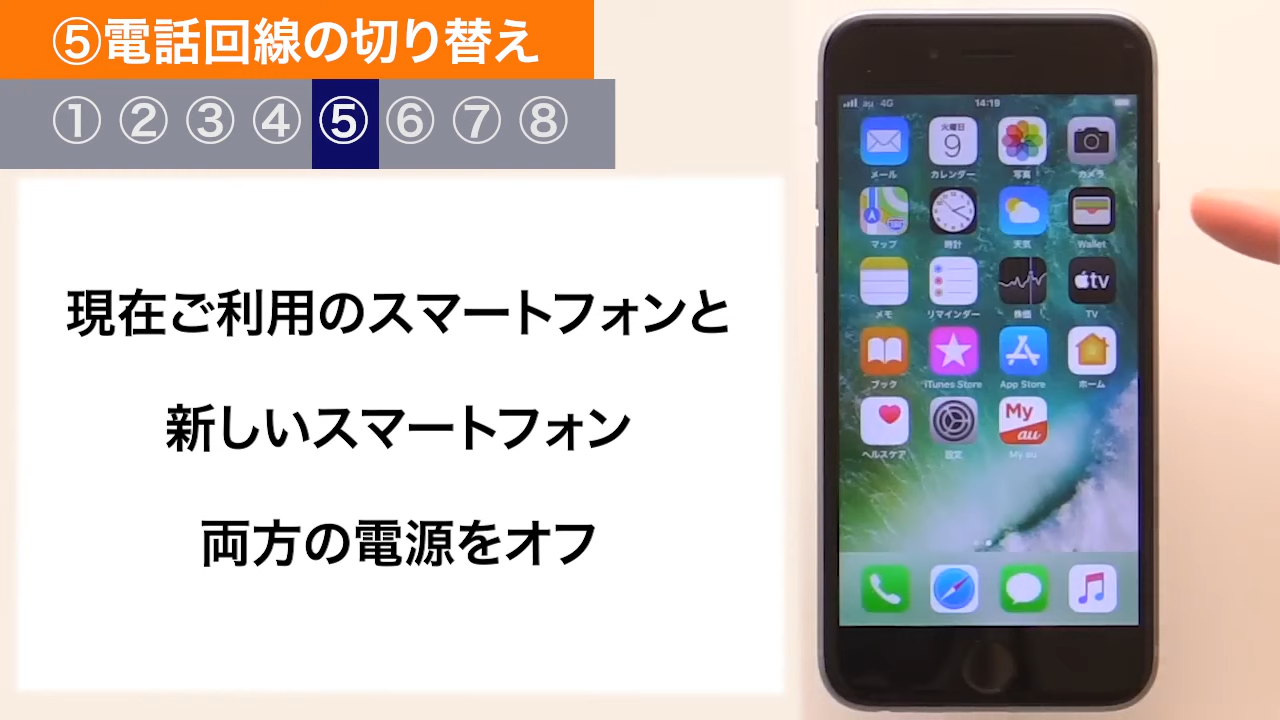 ⑤電話回線の切り替え
① ② ③ ④ ⑤ ⑥ ⑦ ⑧
現在ご利用のスマートフォンと
新しいスマートフォン
両方の電源をオフ
au 4G 14:19
火曜日
9
メール カレンダー 写真 カメラ
マップ 時計 天気 Wallet
tv
メモ リマインダー 株価 TV
ブック iTunes Store App Store ホーム
My
au
ヘルスケア 設定 My au